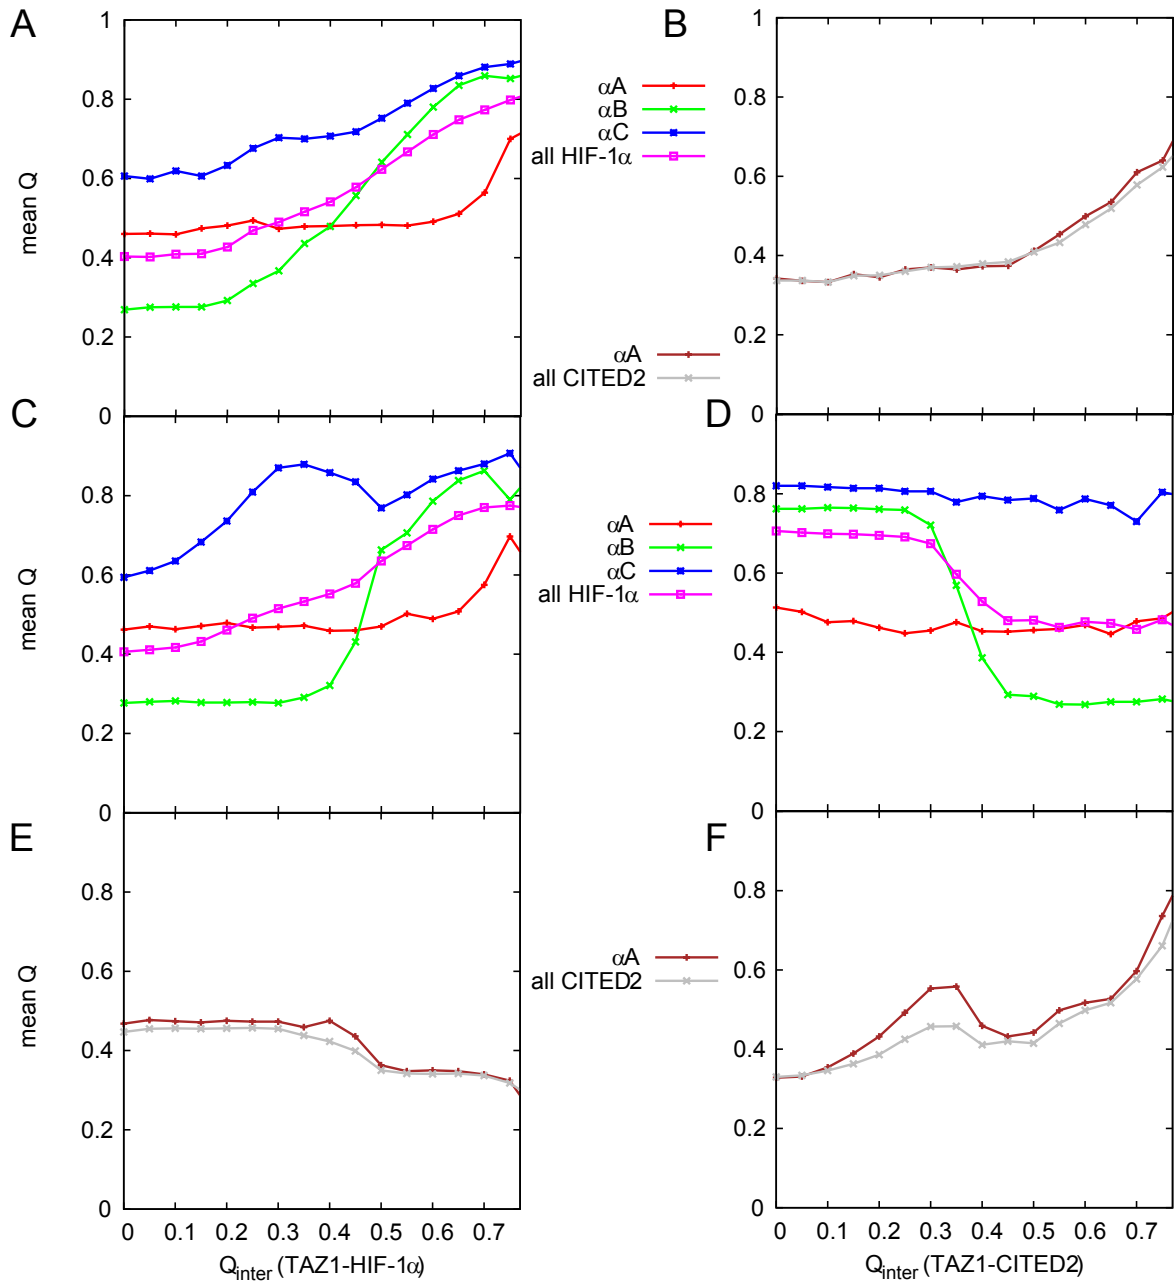 A
B
1
0.8
0.6
0.4
0.2
0
mean Q
αA
αB
αC
all HIF-1α
αA
all CITED2
1
0.8
0.6
0.4
0.2
0
C
D
0.8
0.6
0.4
0.2
0
mean Q
αA
αB
αC
all HIF-1α
0.8
0.6
0.4
0.2
0
E
F
0.8
0.6
0.4
0.2
0
mean Q
αA
all CITED2
0.8
0.6
0.4
0.2
0
0 0.1 0.2 0.3 0.4 0.5 0.6 0.7
0 0.1 0.2 0.3 0.4 0.5 0.6 0.7
Qinter (TAZ1-HIF-1α)
Qinter (TAZ1-CITED2)